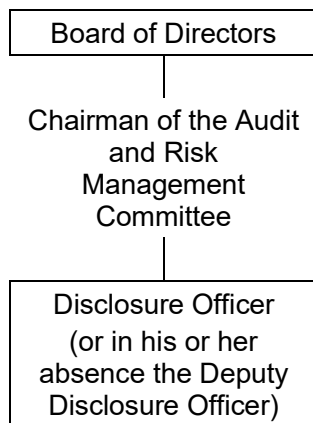 Board of Directors
Chairman of the Audit
and Risk
Management
Committee
Disclosure Officer
(or in his or her
absence the Deputy
Disclosure Officer)